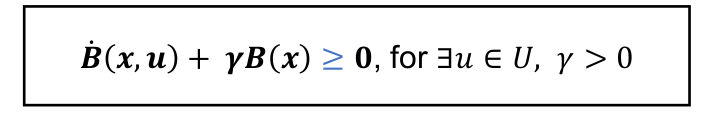 Ḃ(x, u) + γB(x) ≥ 0, for ∃u ∈ U, γ > 0